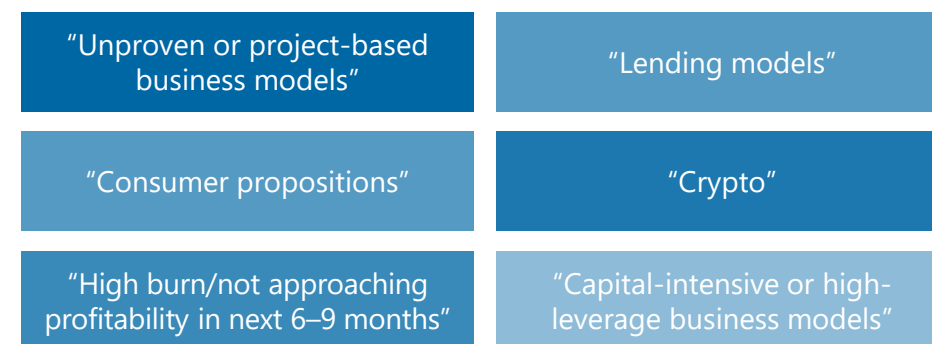 “Unproven or project-based
business models”
“Lending models”
“Consumer propositions”
“Crypto”
“High burn/not approaching
profitability in next 6–9 months”
“Capital-intensive or high-
leverage business models”